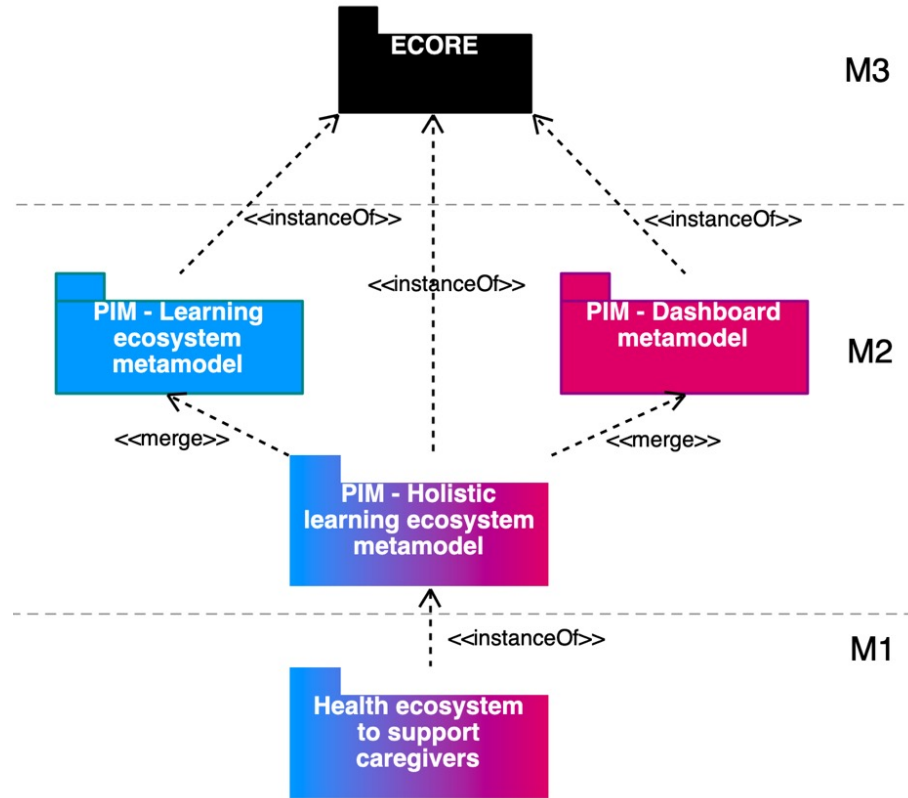 ECORE
M3
<<instanceOf>>
<<instanceOf>>
<<instanceOf>>
PIM - Learning
ecosystem
metamodel
PIM - Dashboard
metamodel
M2
<<merge>>
<<merge>>
PIM - Holistic
learning ecosystem
metamodel
<<instanceOf>>
M1
Health ecosystem
to support
caregivers